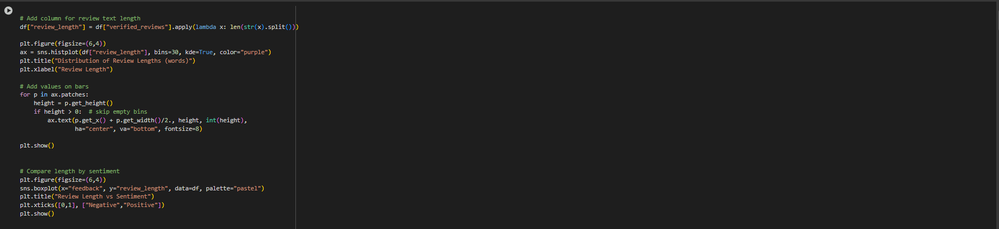 # Add column for review text length
df["review_length"] = df["verified_reviews"].apply(lambda x: len(str(x).split()))
plt.figure(figsize=(6,4))
ax = sns.histplot(df["review_length"], bins=30, kde=True, color="purple")
plt.title("Distribution of Review Lengths (words)")
plt.xlabel("Review Length")
# Add values on bars
for p in ax.patches:
    height = p.get_height()
    if height > 0:  # skip empty bins
        ax.text(p.get_x() + p.get_width()/2., height, int(height),
                ha="center", va="bottom", fontsize=8)
plt.show()
# Compare length by sentiment
plt.figure(figsize=(6,4))
sns.boxplot(x="feedback", y="review_length", data=df, palette="pastel")
plt.title("Review Length vs Sentiment")
plt.xticks([0,1], ["Negative","Positive"])
plt.show()